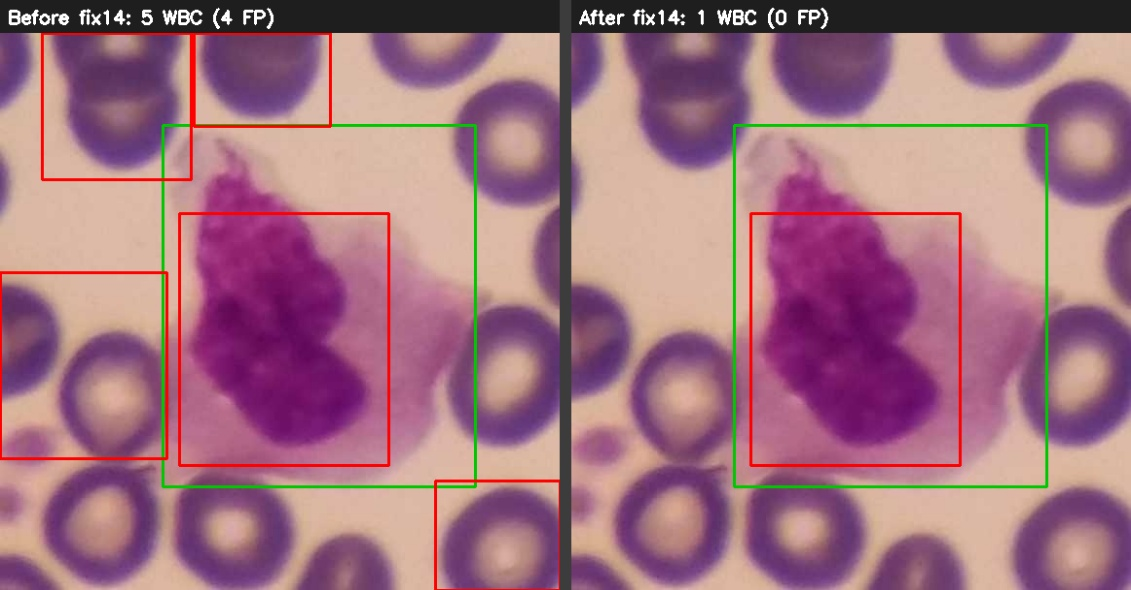 Before fix14: 5 WBC (4 FP)
After fix14: 1 WBC (0 FP)